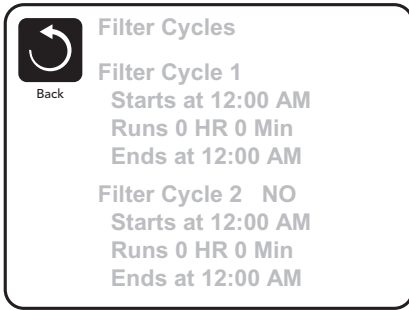 Filter Cycles
Back
Filter Cycle 1
Starts at 12:00 AM
Runs 0 HR 0 Min
Ends at 12:00 AM
Filter Cycle 2 NO
Starts at 12:00 AM
Runs 0 HR 0 Min
Ends at 12:00 AM